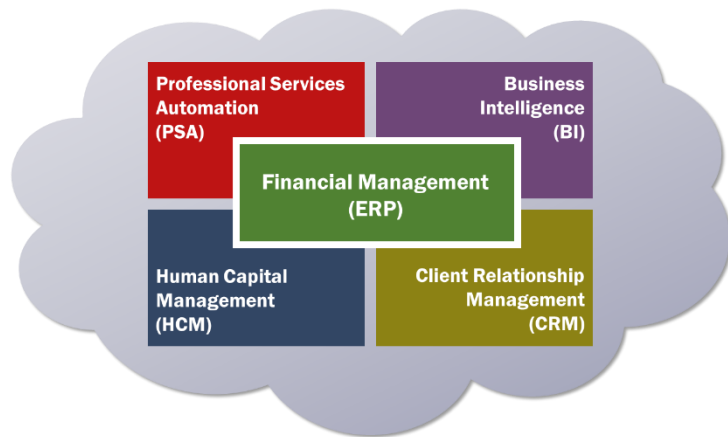 Professional Services
Automation
(PSA)
Business
Intelligence
(BI)
Financial Management
(ERP)
Human Capital
Management
(HCM)
Client Relationship
Management
(CRM)